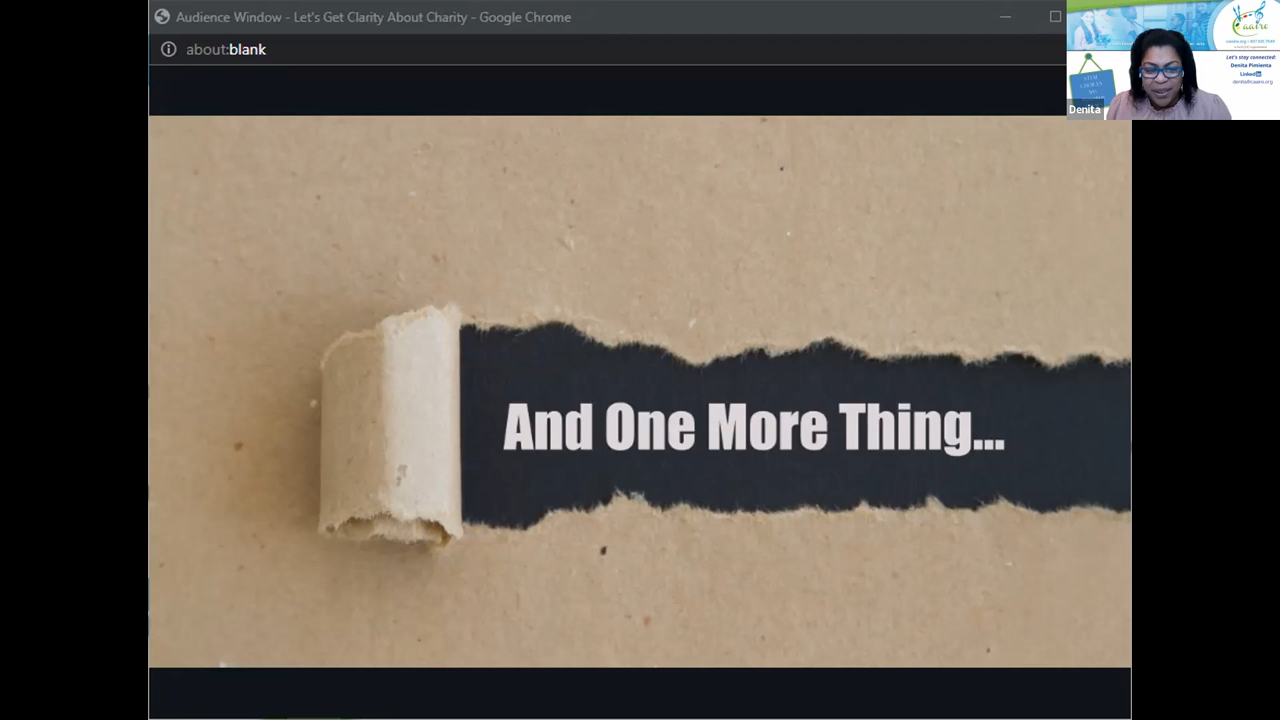 Audience Window - Let's Get Clarity About Charity - Google Chrome
about:blank
And One More Thing...
Let's stay connected:
Denita Pimienta
LinkedIn
Denita